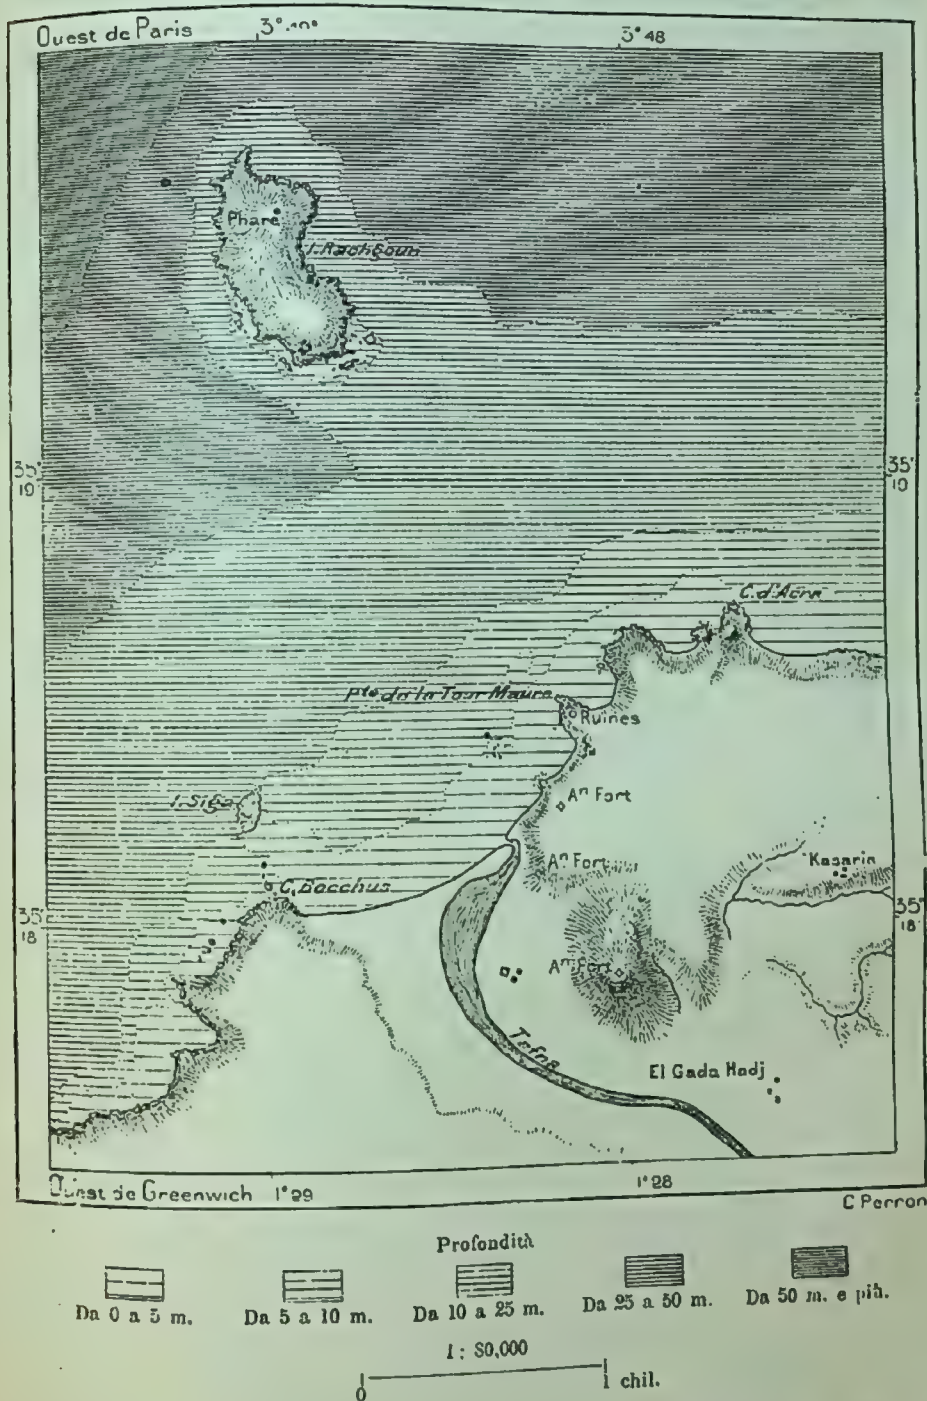 Ouest de Paris
3°48
Phare
I. Rachgoun
35°
19
35°
19
C. d'Acra
Pte de la Tour Maure
Ruines
I. Siga
An Fort
An Fort
Kasaria
C. Bacchus
35°
18
35°
18'
An Fort
Tafna
El Gada Hadj
Ouest de Greenwich
1°29
1°28
C Perron
Profondità
Da 0 a 5 m.
Da 5 a 10 m.
Da 10 a 25 m.
Da 25 a 50 m.
Da 50 m. e più.
1 : 80,000
0
1 chil.